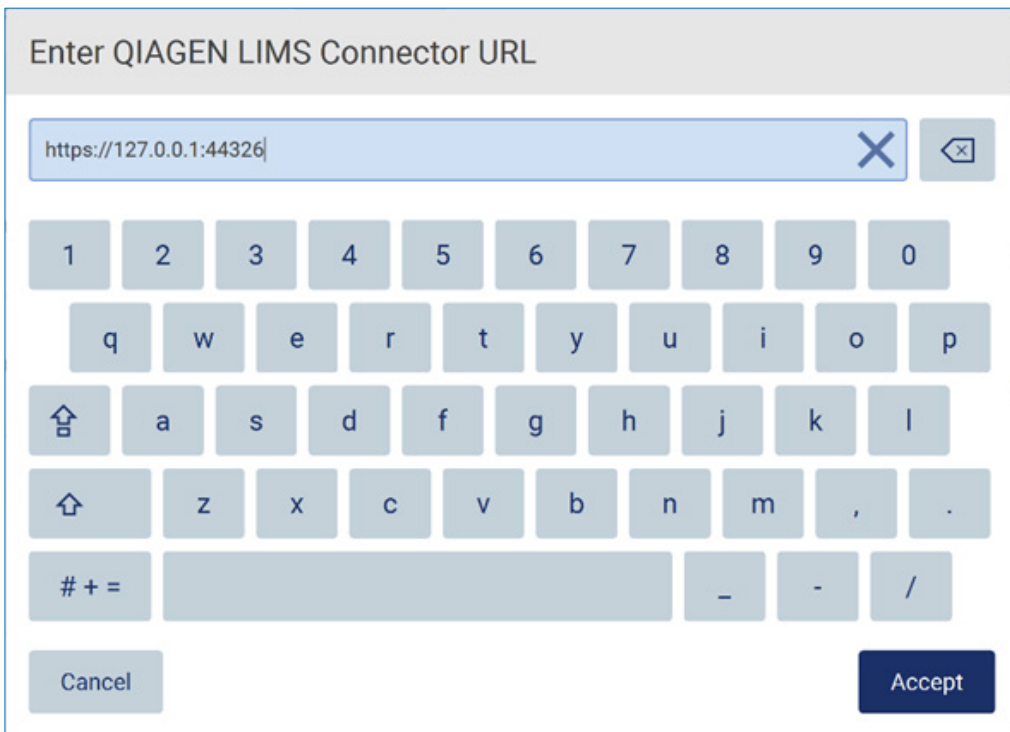 Enter QIAGEN LIMS Connector URL
https://127.0.0.1:44326
1 2 3 4 5 6 7 8 9 0
q w e r t y u i o p
a s d f g h j k l
z x c v b n m , .
# + = _ - /
Cancel Accept